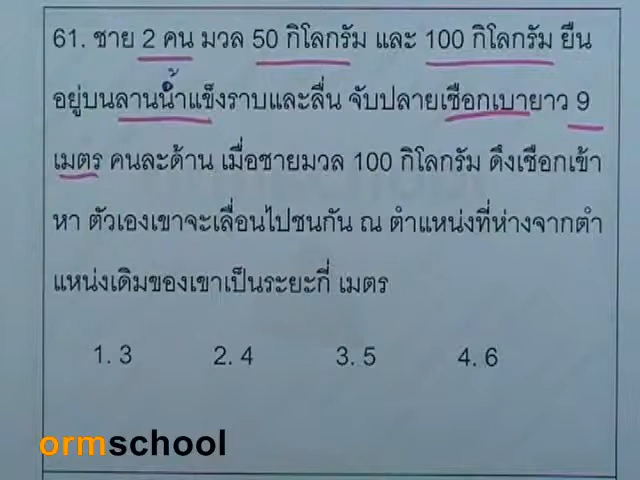 61. ชาย 2 คน มวล 50 กิโลกรัม และ 100 กิโลกรัม ยืน
อยู่บนลานน้ำแข็งราบและลื่น จับปลายเชือกเบายาว 9
เมตร คนละด้าน เมื่อชายมวล 100 กิโลกรัม ดึงเชือกเข้า
หา ตัวเองเขาจะเลื่อนไปชนกัน ณ ตำแหน่งที่ห่างจากตำ
แหน่งเดิมของเขาเป็นระยะกี่ เมตร
1. 3 2. 4 3. 5 4. 6
ormschool